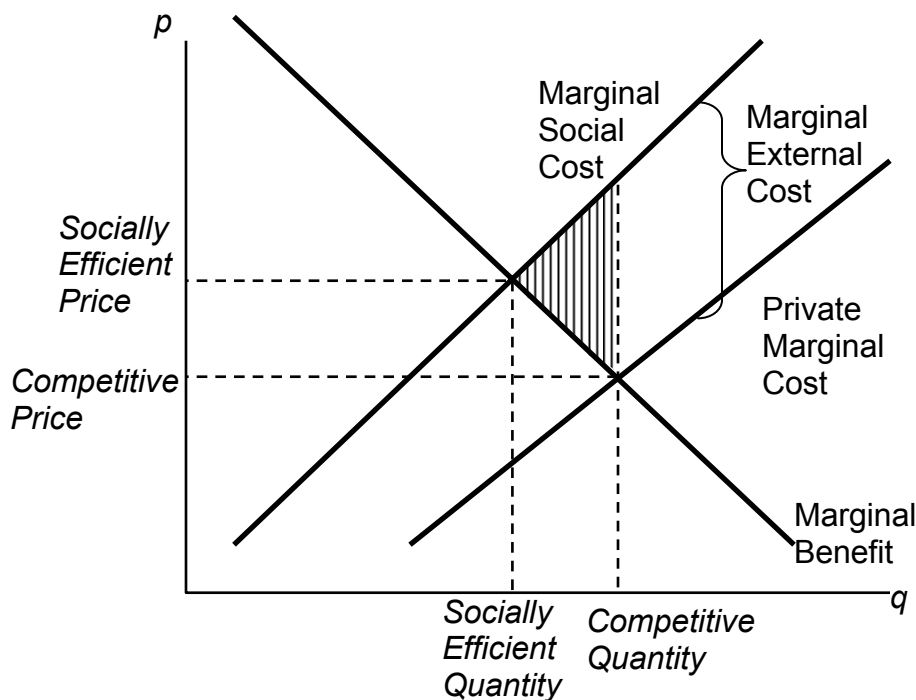 p
Marginal
Social
Cost
Marginal
External
Cost
Socially
Efficient
Price
Private
Marginal
Cost
Competitive
Price
Marginal
Benefit
q
Socially
Efficient
Quantity
Competitive
Quantity